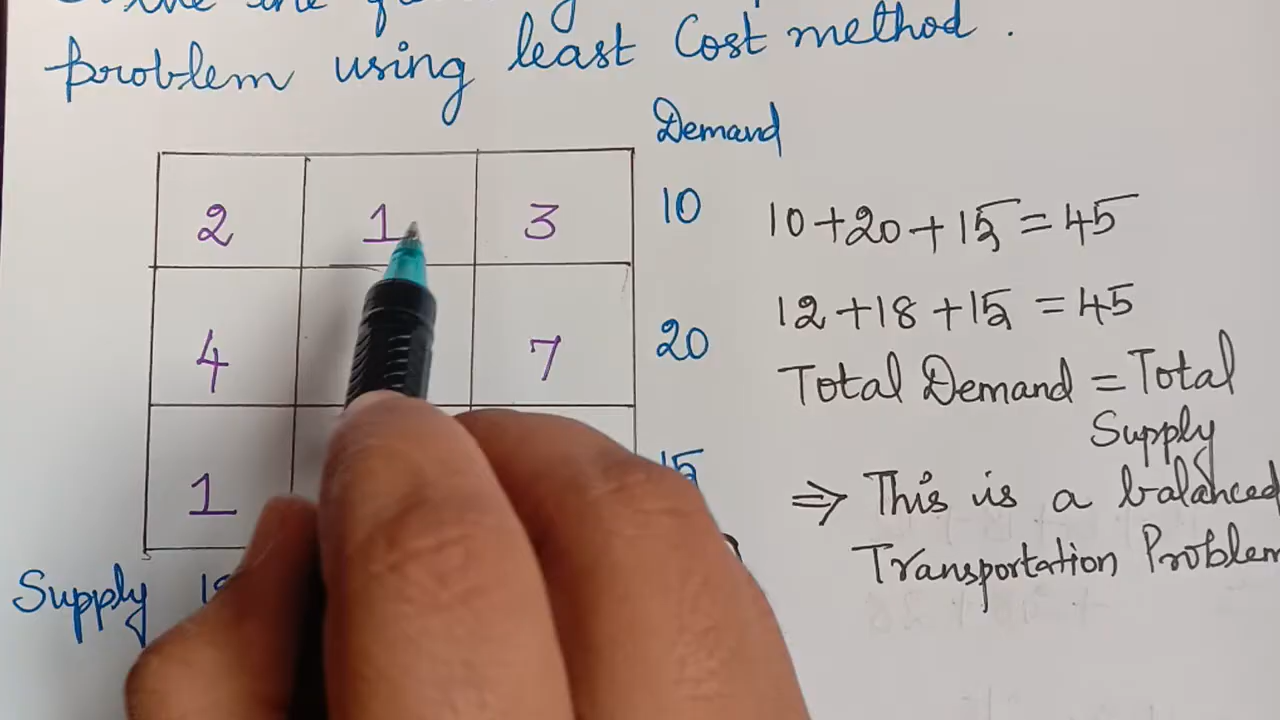 problem using least Cost method.
Demand
2 1 3 10
4 7 20
1 15
Supply
10+20+15=45
12+18+15=45
Total Demand = Total
Supply
⇒ This is a balanced
Transportation Problem